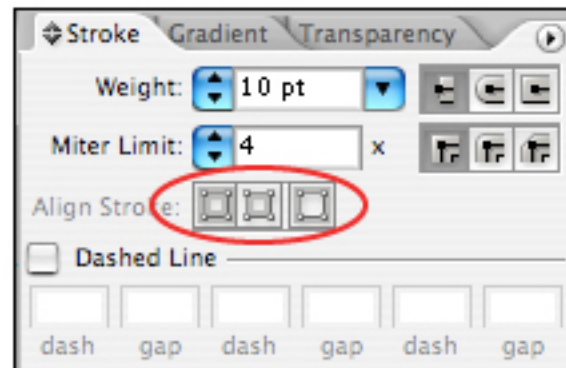 Stroke Gradient Transparency
Weight: 10 pt
Miter Limit: 4 x
Align Stroke:
Dashed Line
dash gap dash gap dash gap